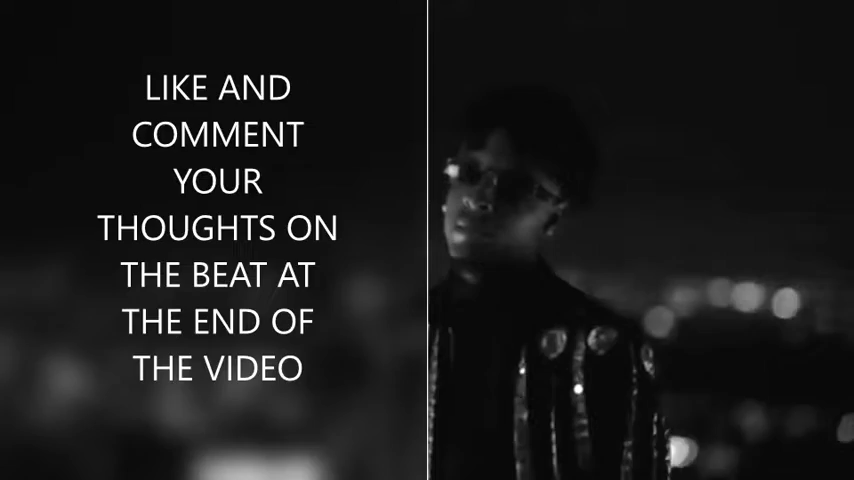 LIKE AND
COMMENT
YOUR
THOUGHTS ON
THE BEAT AT
THE END OF
THE VIDEO